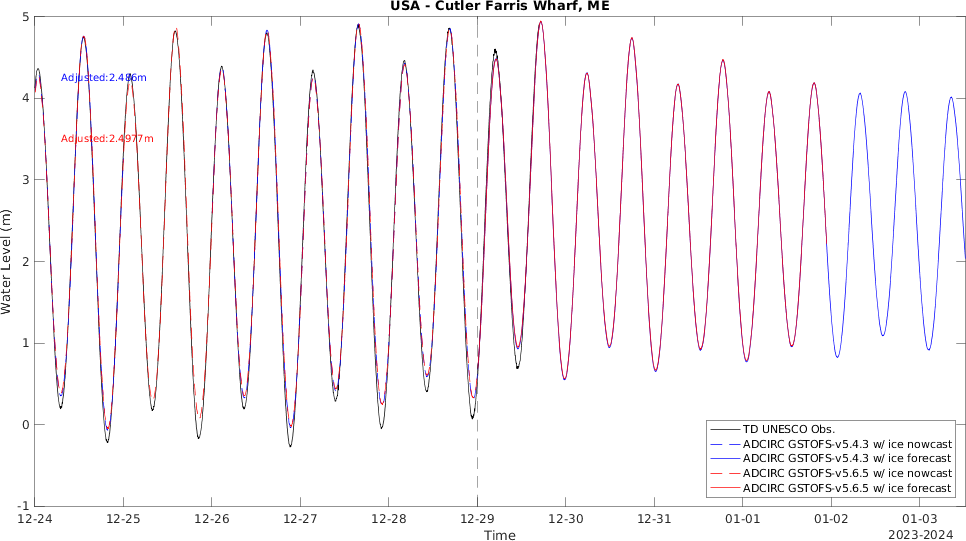 USA - Cutler Farris Wharf, ME
5
4
3
2
1
0
-1
Water Level (m)
Adjusted:2.486m
Adjusted:2.4977m
TD UNESCO Obs.
ADCIRC GSTOFS-v5.4.3 w/ ice nowcast
ADCIRC GSTOFS-v5.4.3 w/ ice forecast
ADCIRC GSTOFS-v5.6.5 w/ ice nowcast
ADCIRC GSTOFS-v5.6.5 w/ ice forecast
12-24 12-25 12-26 12-27 12-28 12-29 12-30 12-31 01-01 01-02 01-03
Time
2023-2024